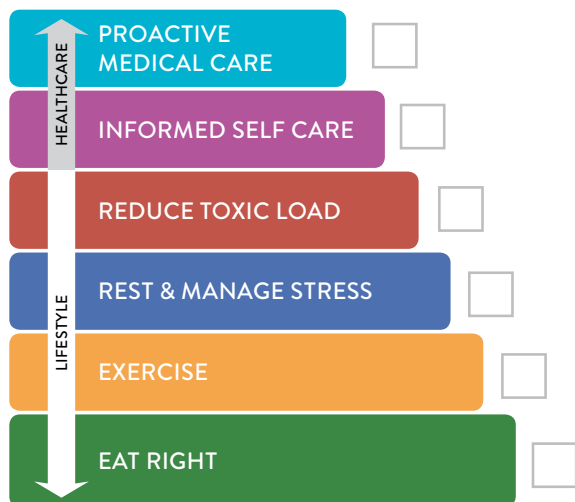 PROACTIVE
MEDICAL CARE
HEALTHCARE
INFORMED SELF CARE
REDUCE TOXIC LOAD
REST & MANAGE STRESS
LIFESTYLE
EXERCISE
EAT RIGHT